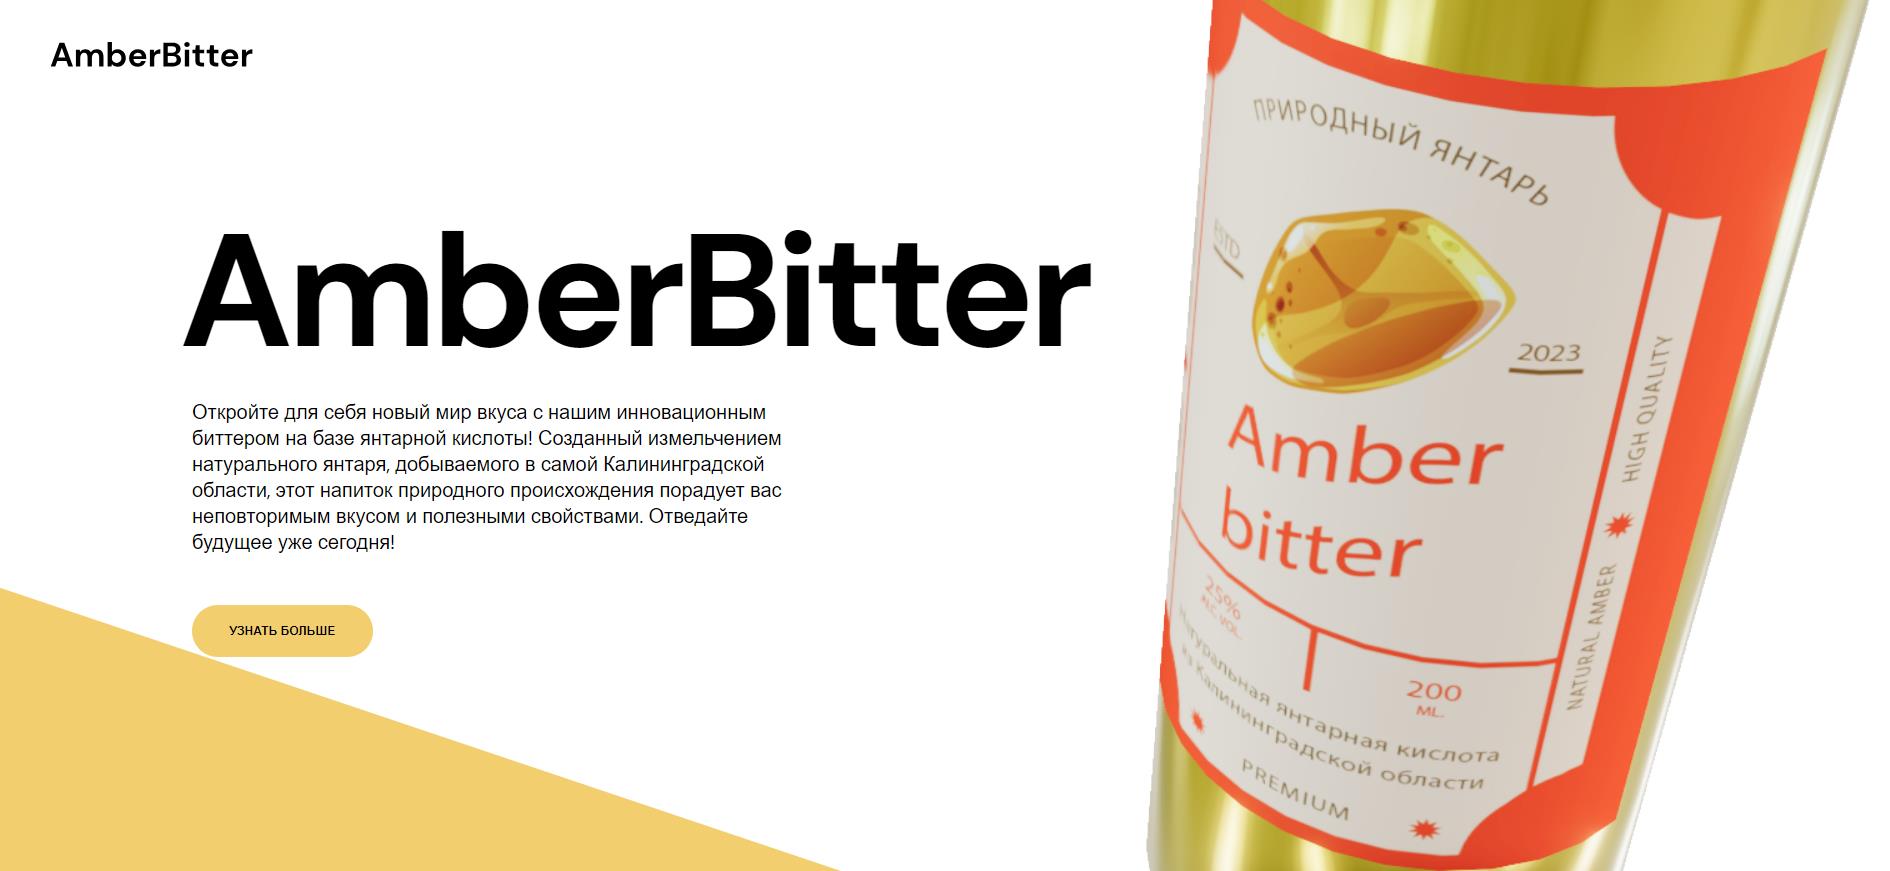 AmberBitter
AmberBitter
Откройте для себя новый мир вкуса с нашим инновационным
биттером на базе янтарной кислоты! Созданный измельчением
натурального янтаря, добываемого в самой Калининградской
области, этот напиток природного происхождения порадует вас
неповторимым вкусом и полезными свойствами. Отведайте
будущее уже сегодня!
УЗНАТЬ БОЛЬШЕ
ПРИРОДНЫЙ ЯНТАРЬ
ESTD
2023
Amber
bitter
25%
ALC. VOL.
200
ML.
Натуральная янтарная кислота
из Калининградской области
PREMIUM
NATURAL AMBER
HIGH QUALITY